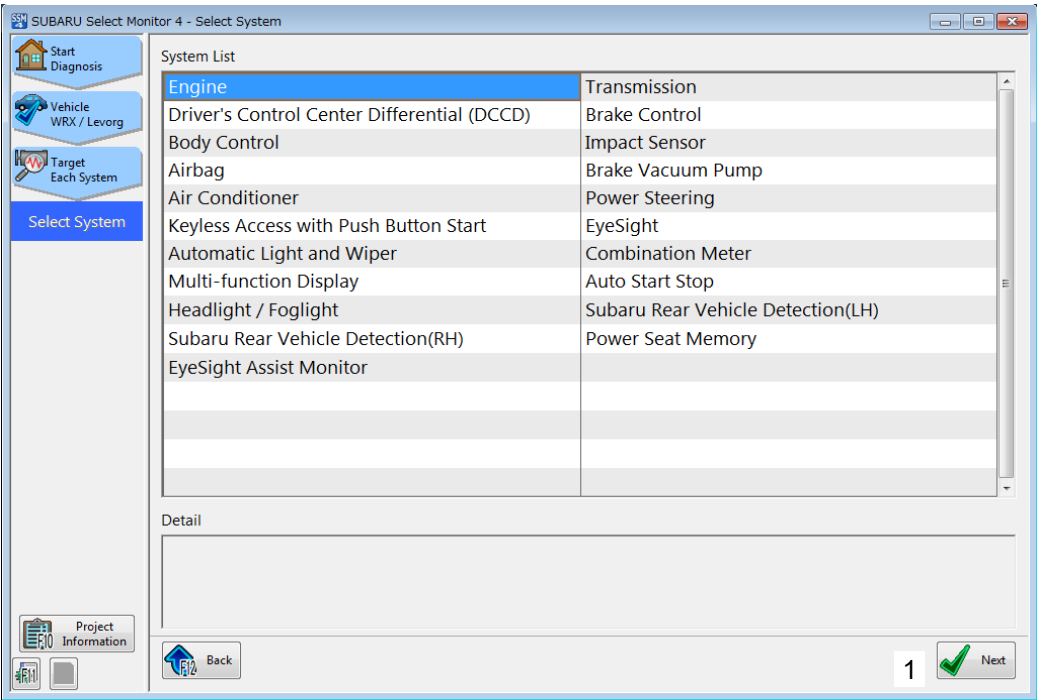 SSM 4 SUBARU Select Monitor 4 - Select System
Start
Diagnosis
Vehicle
WRX / Levorg
Target
Each System
Select System
System List
Engine Transmission
Driver's Control Center Differential (DCCD) Brake Control
Body Control Impact Sensor
Airbag Brake Vacuum Pump
Air Conditioner Power Steering
Keyless Access with Push Button Start EyeSight
Automatic Light and Wiper Combination Meter
Multi-function Display Auto Start Stop
Headlight / Foglight Subaru Rear Vehicle Detection(LH)
Subaru Rear Vehicle Detection(RH) Power Seat Memory
EyeSight Assist Monitor
Detail
F10 Project
Information
F11
F12 Back
1 Next